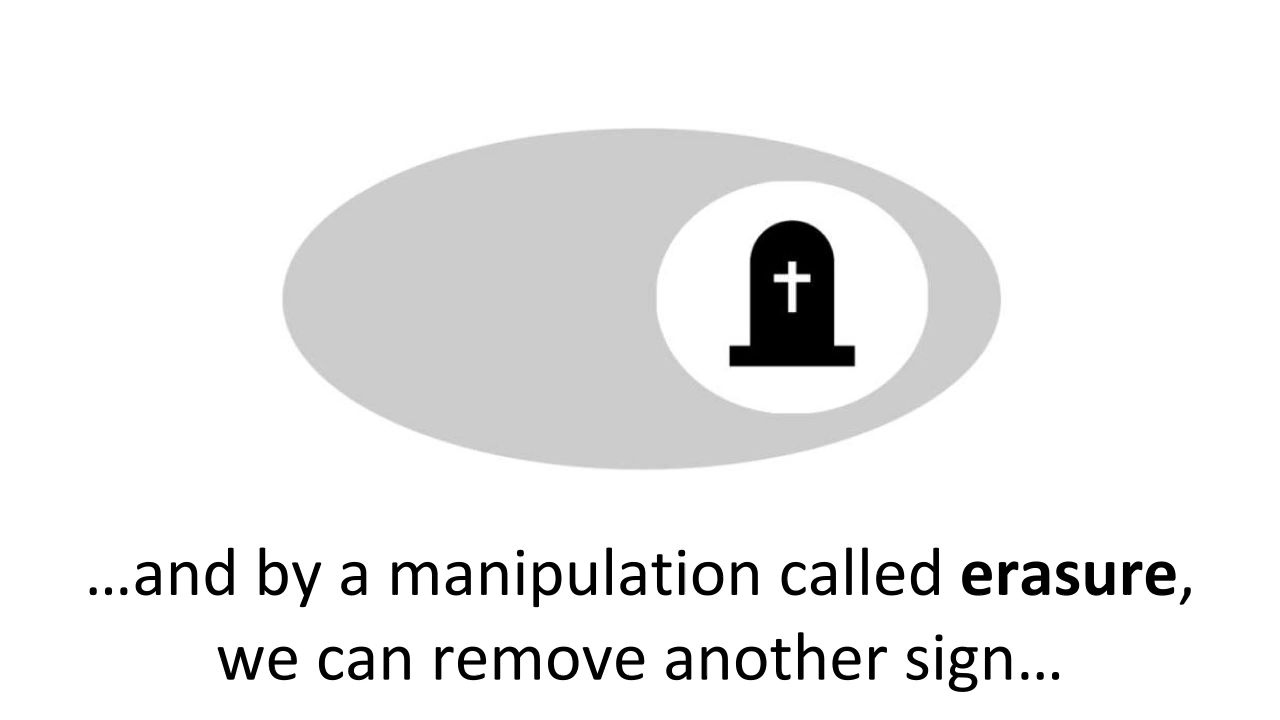 …and by a manipulation called erasure,
we can remove another sign…